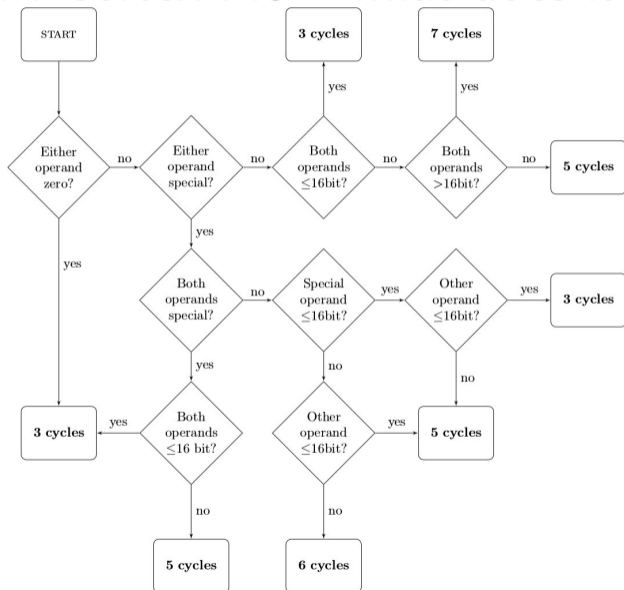 START
3 cycles
7 cycles
yes
yes
Either
operand
zero?
no
Either
operand
special?
no
Both
operands
≤16bit?
no
Both
operands
>16bit?
no
5 cycles
yes
yes
Both
operands
special?
no
Special
operand
≤16bit?
yes
Other
operand
≤16bit?
yes
3 cycles
yes
no
no
3 cycles
yes
Both
operands
≤16 bit?
Other
operand
≤16bit?
yes
5 cycles
no
no
5 cycles
6 cycles